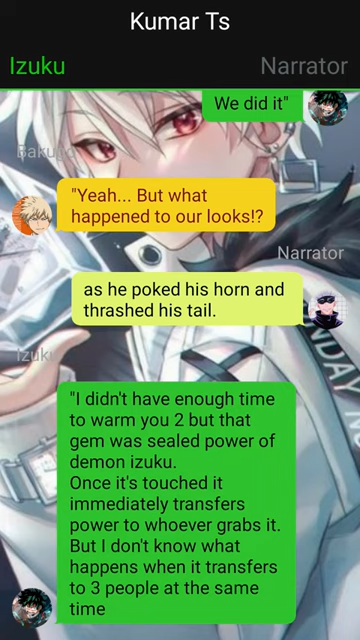 Kumar Ts
Izuku
Narrator
We did it"
Bakugo
"Yeah... But what
happened to our looks!?
Narrator
as he poked his horn and
thrashed his tail.
Izuku
"I didn't have enough time
to warm you 2 but that
gem was sealed power of
demon izuku.
Once it's touched it
immediately transfers
power to whoever grabs it.
But I don't know what
happens when it transfers
to 3 people at the same
time